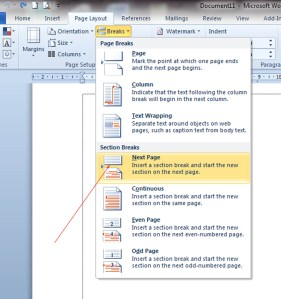 Document11 - Microsoft Word
Insert
Page Layout
References
Mailings
Review
View
Add-In
Margins
Orientation
Size
Columns
Breaks
Watermark
Indent
Page Setup
Page Breaks
Page
Mark the point at which one page ends
and the next page begins.
Column
Indicate that the text following the column
break will begin in the next column.
Text Wrapping
Separate text around objects on web
pages, such as caption text from body text.
Section Breaks
Next Page
Insert a section break and start the new
section on the next page.
Continuous
Insert a section break and start the new
section on the same page.
Even Page
Insert a section break and start the new
section on the next even-numbered page.
Odd Page
Insert a section break and start the new
section on the next odd-numbered page.